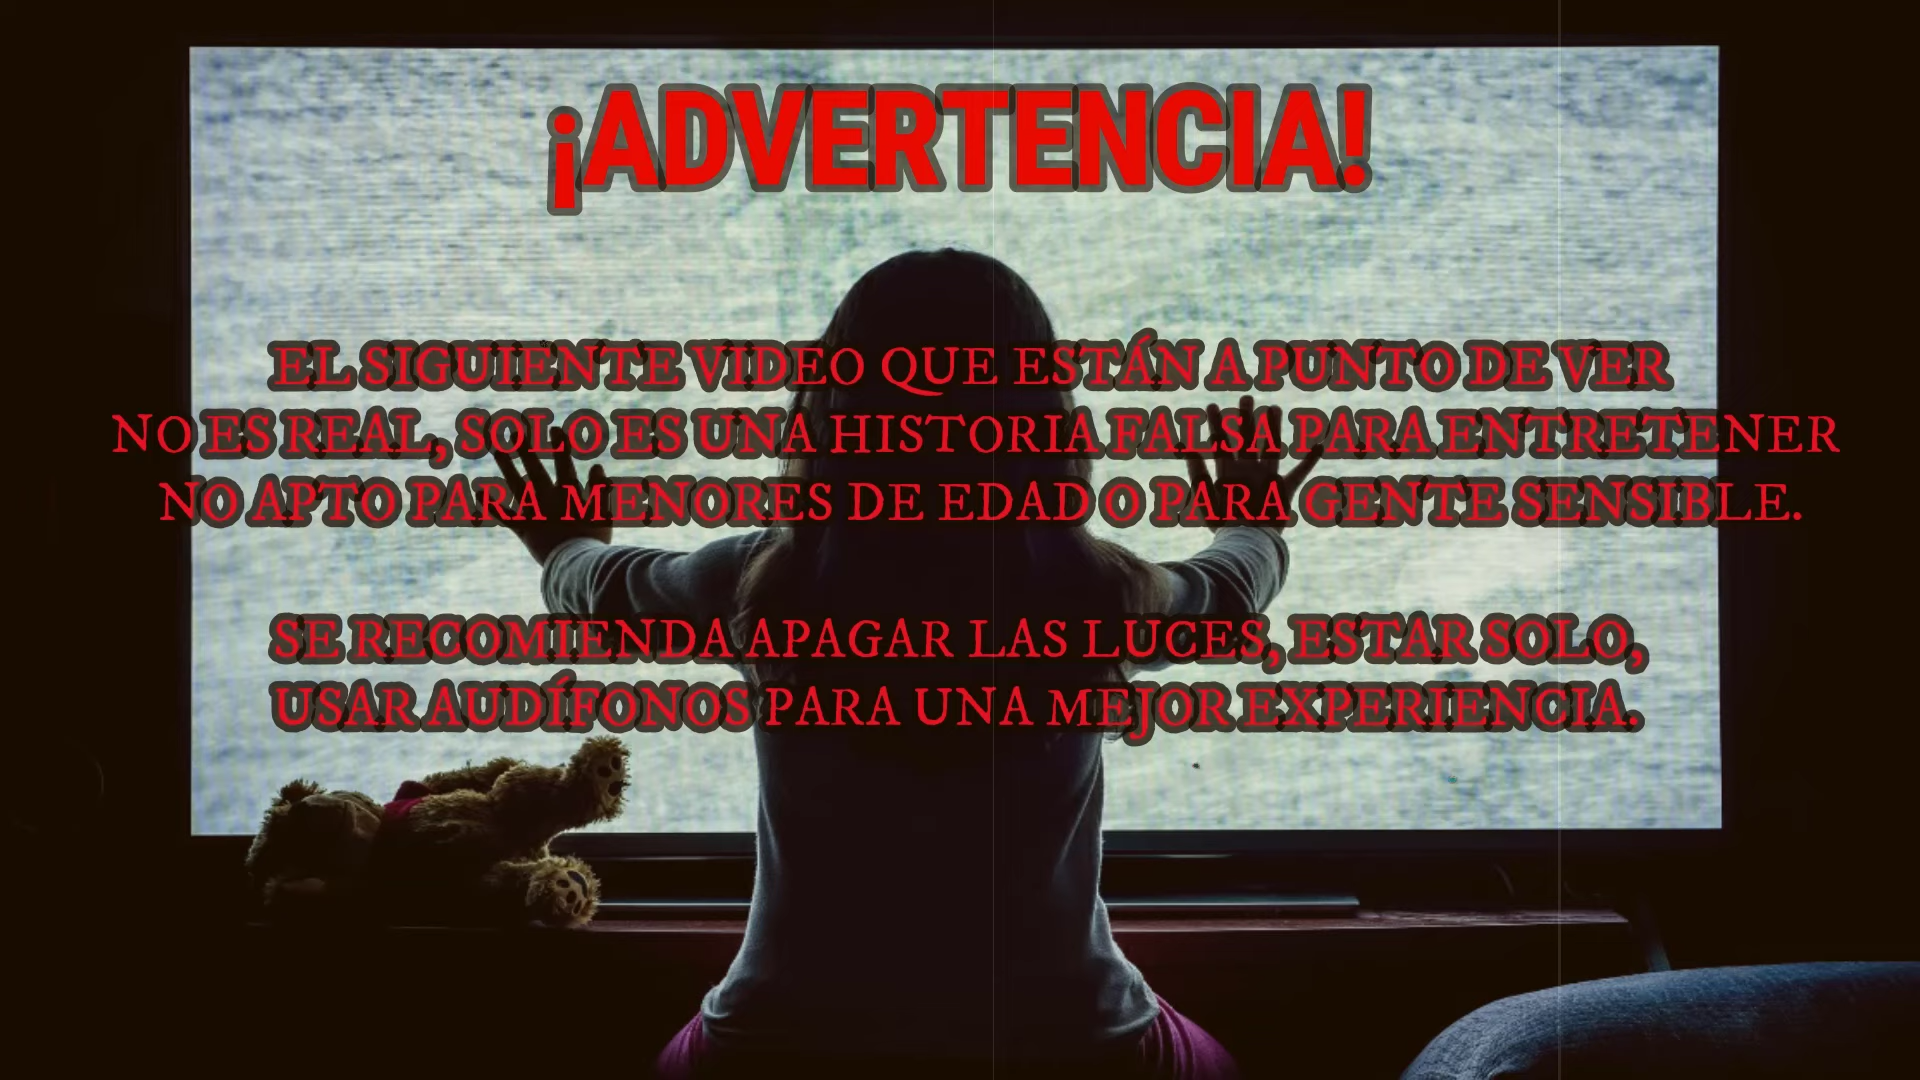 ¡ADVERTENCIA!
EL SIGUIENTE VIDEO QUE ESTÁN A PUNTO DE VER
NO ES REAL, SOLO ES UNA HISTORIA FALSA PARA ENTRETENER
NO APTO PARA MENORES DE EDAD O PARA GENTE SENSIBLE.
SE RECOMIENDA APAGAR LAS LUCES, ESTAR SOLO,
USAR AUDÍFONOS PARA UNA MEJOR EXPERIENCIA.